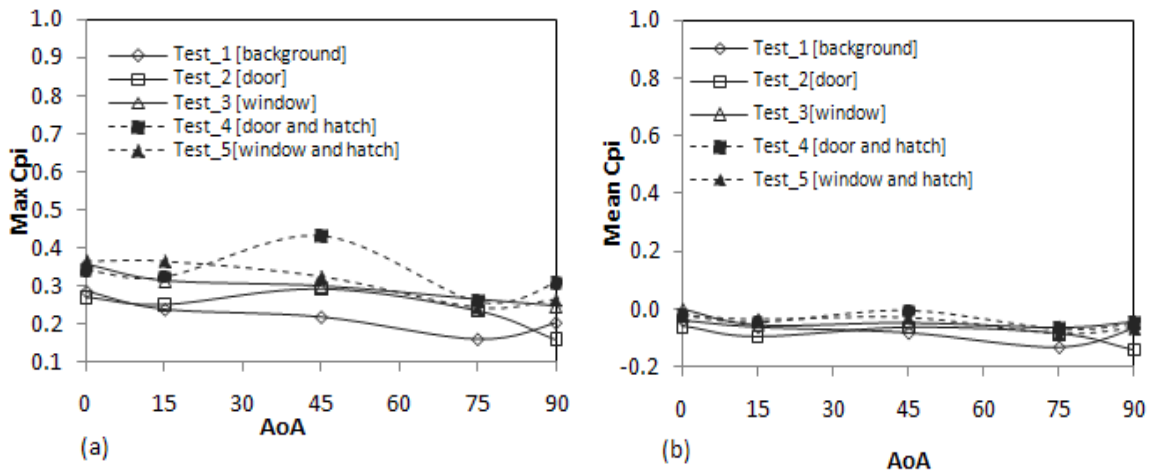 Max Cpi
1.0
0.9
0.8
0.7
0.6
0.5
0.4
0.3
0.2
0.1
Test_1 [background]
Test_2 [door]
Test_3 [window]
Test_4 [door and hatch]
Test_5[window and hatch]
0 15 30 45 60 75 90
AoA
(a)
Mean Cpi
1.0
0.8
0.6
0.4
0.2
0.0
-0.2
Test_1 [background]
Test_2[door]
Test_3[window]
Test_4 [door and hatch]
Test_5 [window and hatch]
0 15 30 45 60 75 90
AoA
(b)